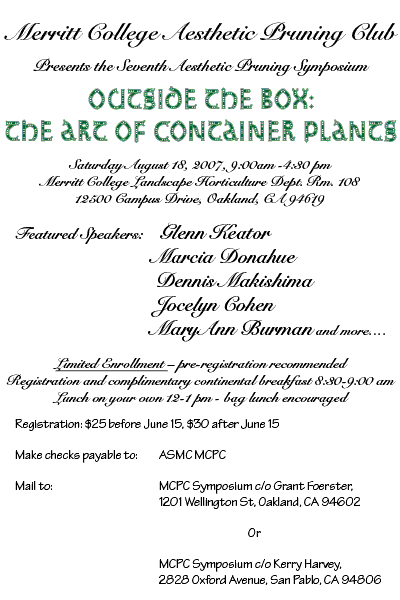 Merritt College Aesthetic Pruning Club
Presents the Seventh Aesthetic Pruning Symposium
OUTSIDE THE BOX:
THE ART OF CONTAINER PLANTS
Saturday August 18, 2007, 9:00am -4:30 pm
Merritt College Landscape Horticulture Dept. Rm. 108
12500 Campus Drive, Oakland, CA 94619
Featured Speakers: Glenn Keator
Marcia Donahue
Dennis Makishima
Jocelyn Cohen
MaryAnn Burman and more....
Limited Enrollment – pre-registration recommended
Registration and complimentary continental breakfast 8:30-9:00 am
Lunch on your own 12-1 pm - bag lunch encouraged
Registration: $25 before June 15, $30 after June 15
Make checks payable to: ASMC MCPC
Mail to: MCPC Symposium c/o Grant Foerster,
1201 Wellington St, Oakland, CA 94602
Or
MCPC Symposium c/o Kerry Harvey,
2828 Oxford Avenue, San Pablo, CA 94806